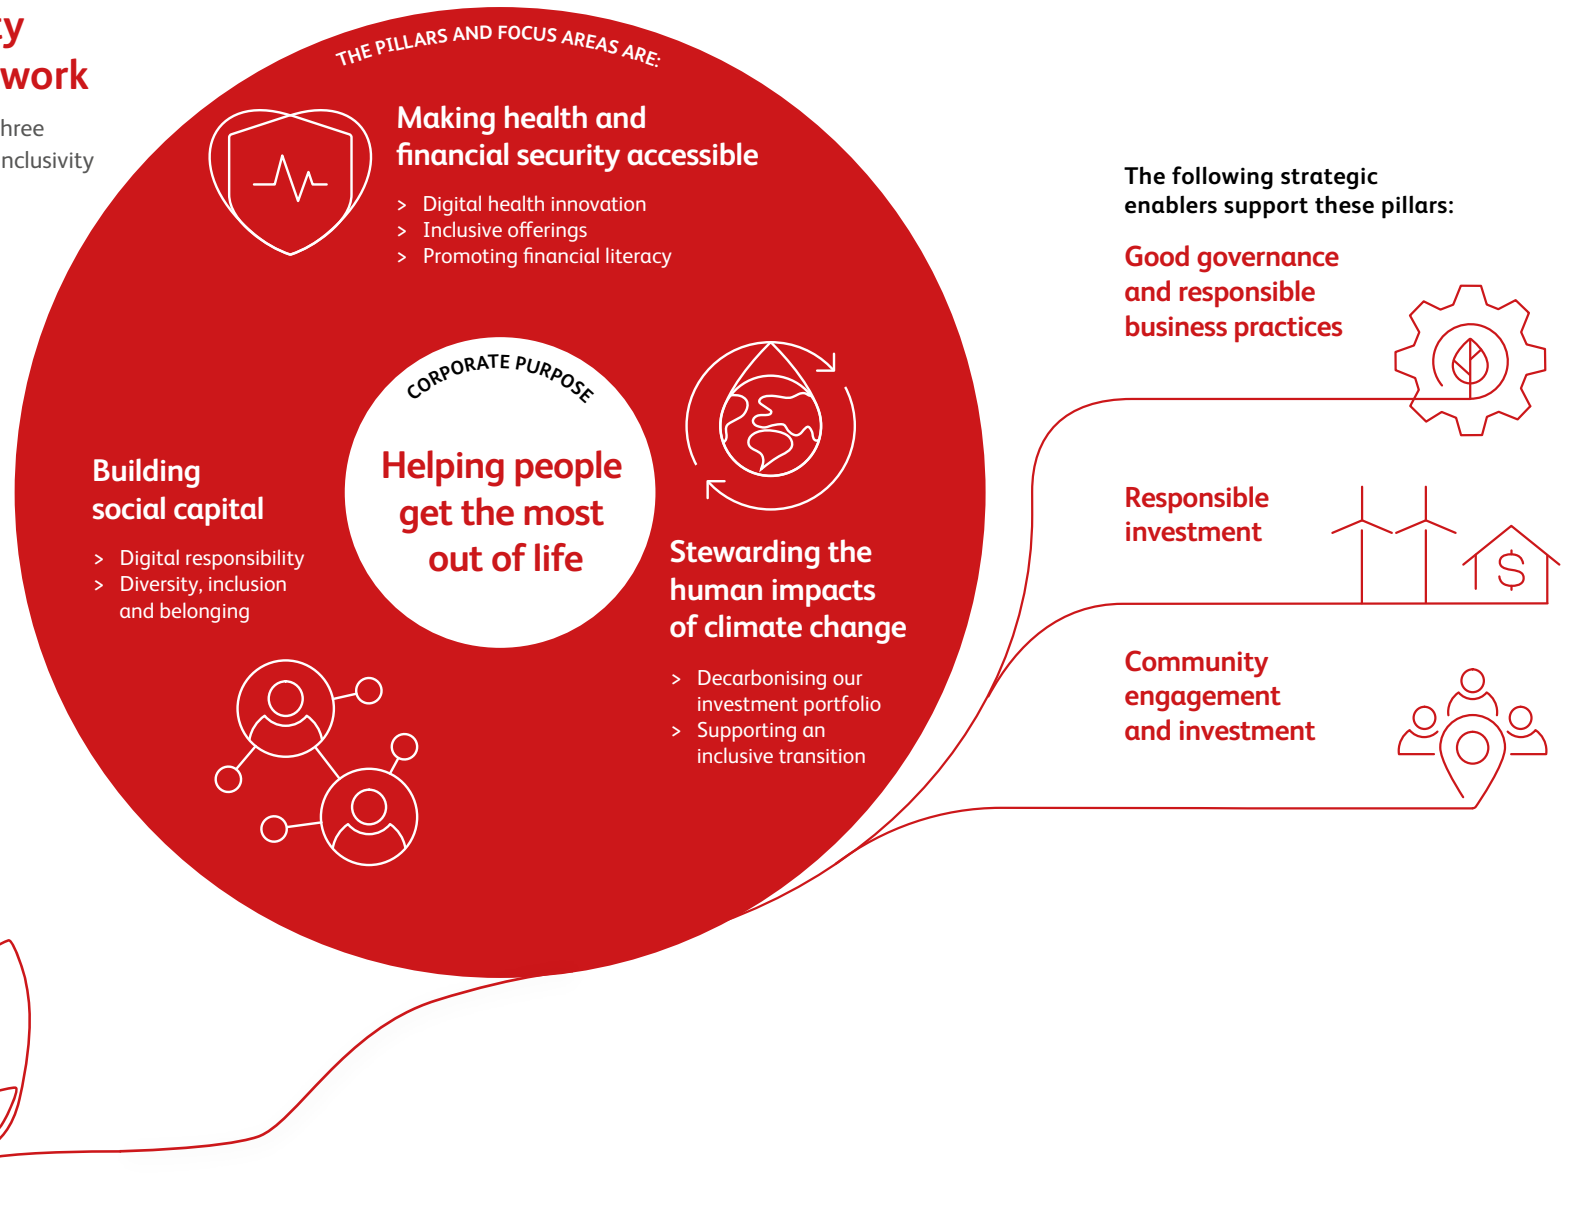 ty
work
hree
nclusivity
THE PILLARS AND FOCUS AREAS ARE:
Making health and
financial security accessible
> Digital health innovation
> Inclusive offerings
> Promoting financial literacy
CORPORATE PURPOSE
Helping people
get the most
out of life
Building
social capital
> Digital responsibility
> Diversity, inclusion
and belonging
Stewarding the
human impacts
of climate change
> Decarbonising our
investment portfolio
> Supporting an
inclusive transition
The following strategic
enablers support these pillars:
Good governance
and responsible
business practices
Responsible
investment
$
Community
engagement
and investment